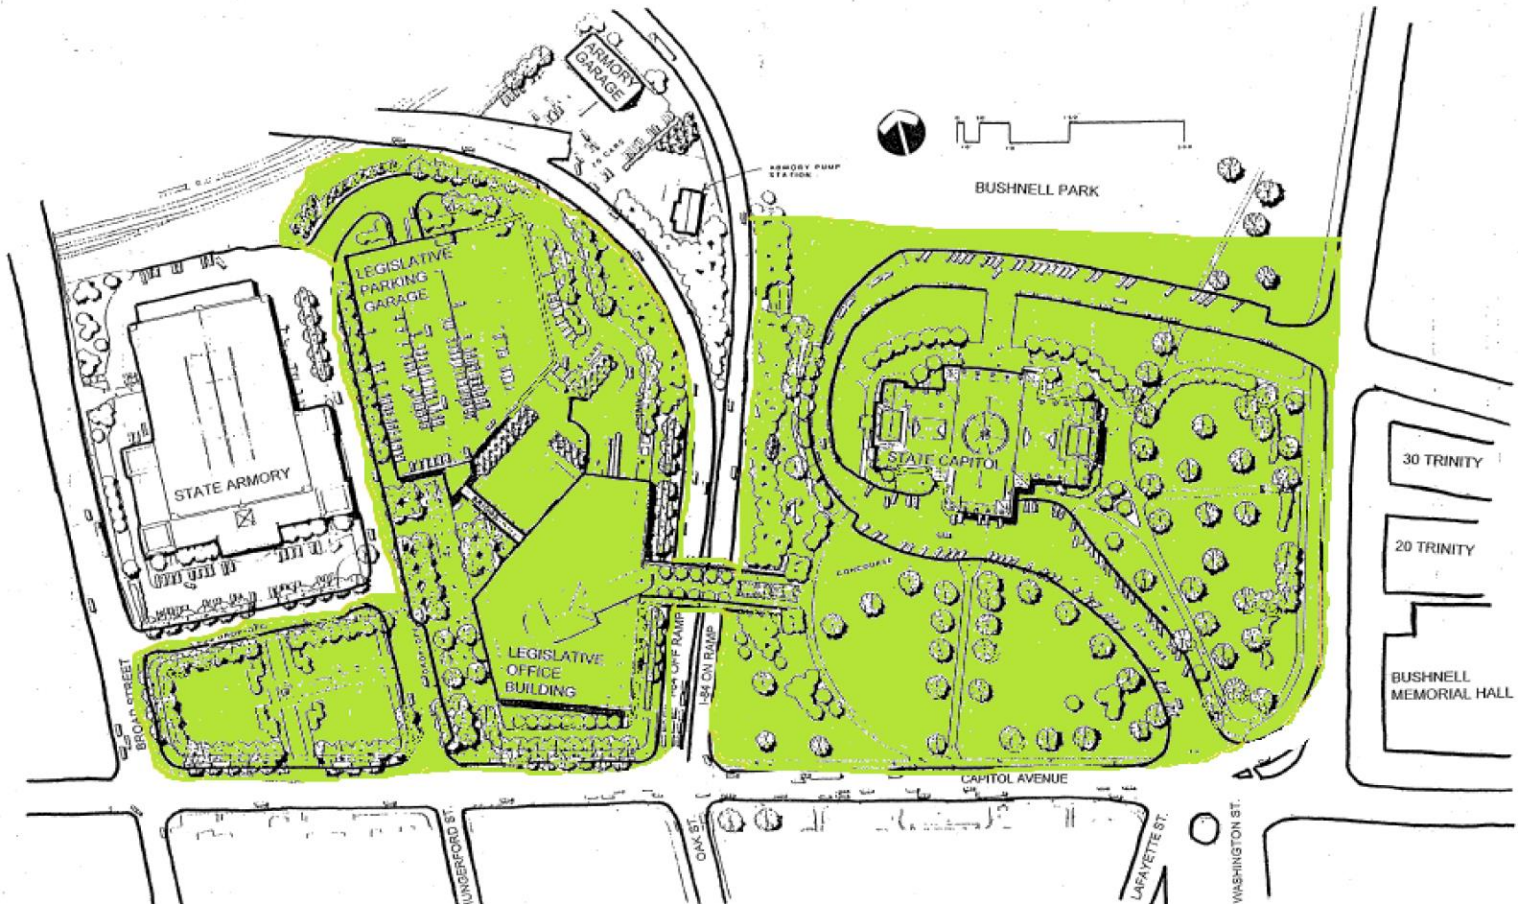 ARMORY
GARAGE
76 CARS
ARMORY PUMP
STATION
BUSHNELL PARK
LEGISLATIVE
PARKING
GARAGE
STATE ARMORY
STATE CAPITOL
30 TRINITY
20 TRINITY
BUSHNELL
MEMORIAL HALL
CONCOURSE
LEGISLATIVE
OFFICE
BUILDING
BROAD STREET
OFF RAMP
I-84 ON RAMP
CAPITOL AVENUE
HUNGERFORD ST.
OAK ST.
LAFAYETTE ST.
WASHINGTON ST.